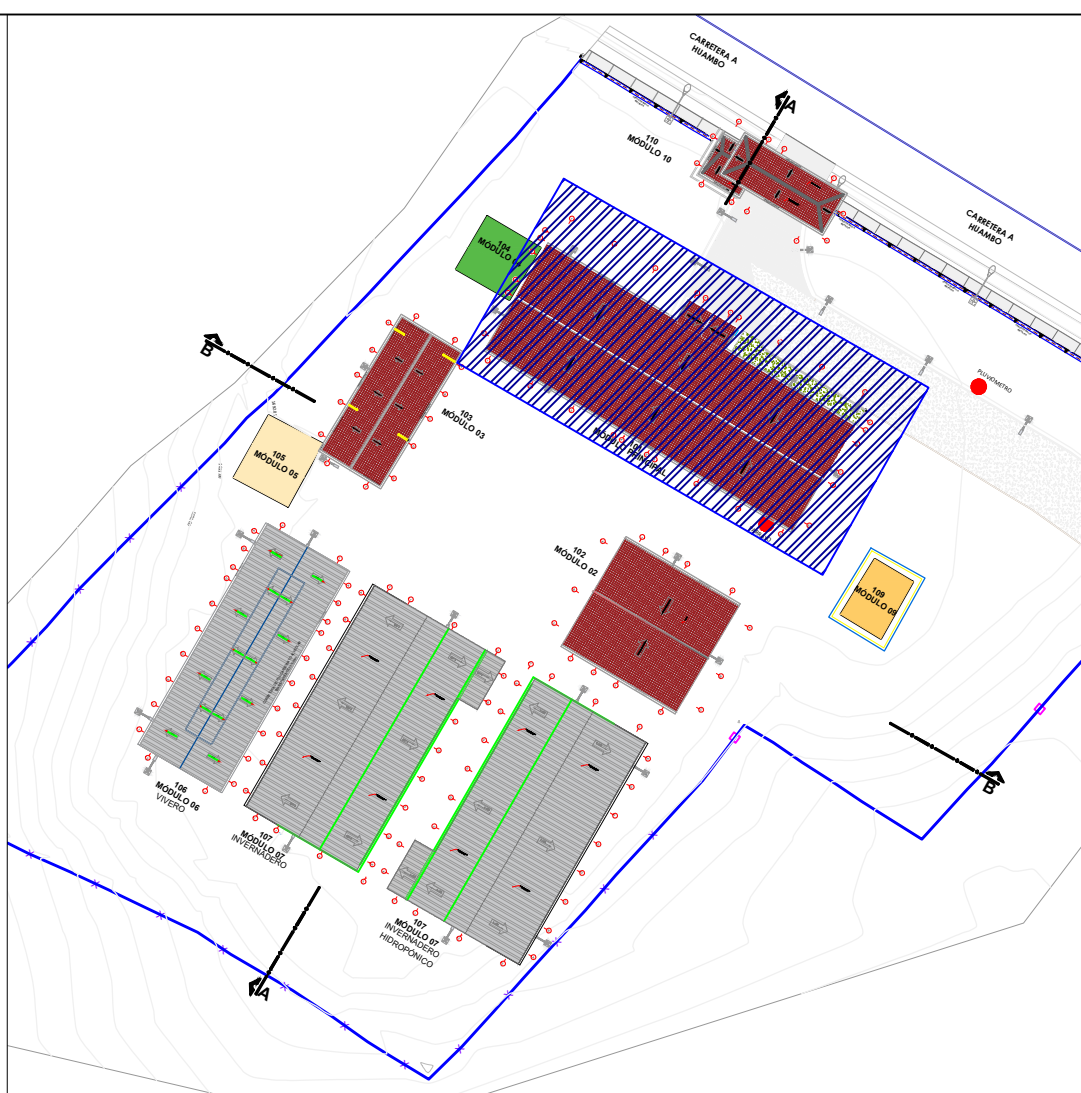 CARRETERA A
HUAMBO
A
110
MÓDULO 10
CARRETERA A
HUAMBO
104
MÓDULO
B
PLUVIOMETRO
103
MÓDULO 03
MÓDULO PRINCIPAL
105
MÓDULO 05
102
MÓDULO 02
109
MÓDULO 09
B
106
MÓDULO 06
VIVERO
107
MÓDULO 07
INVERNADERO
107
MÓDULO 07
INVERNADERO
HIDROPÓNICO
A